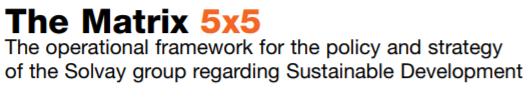 The Matrix 5x5
The operational framework for the policy and strategy
of the Solvay group regarding Sustainable Development